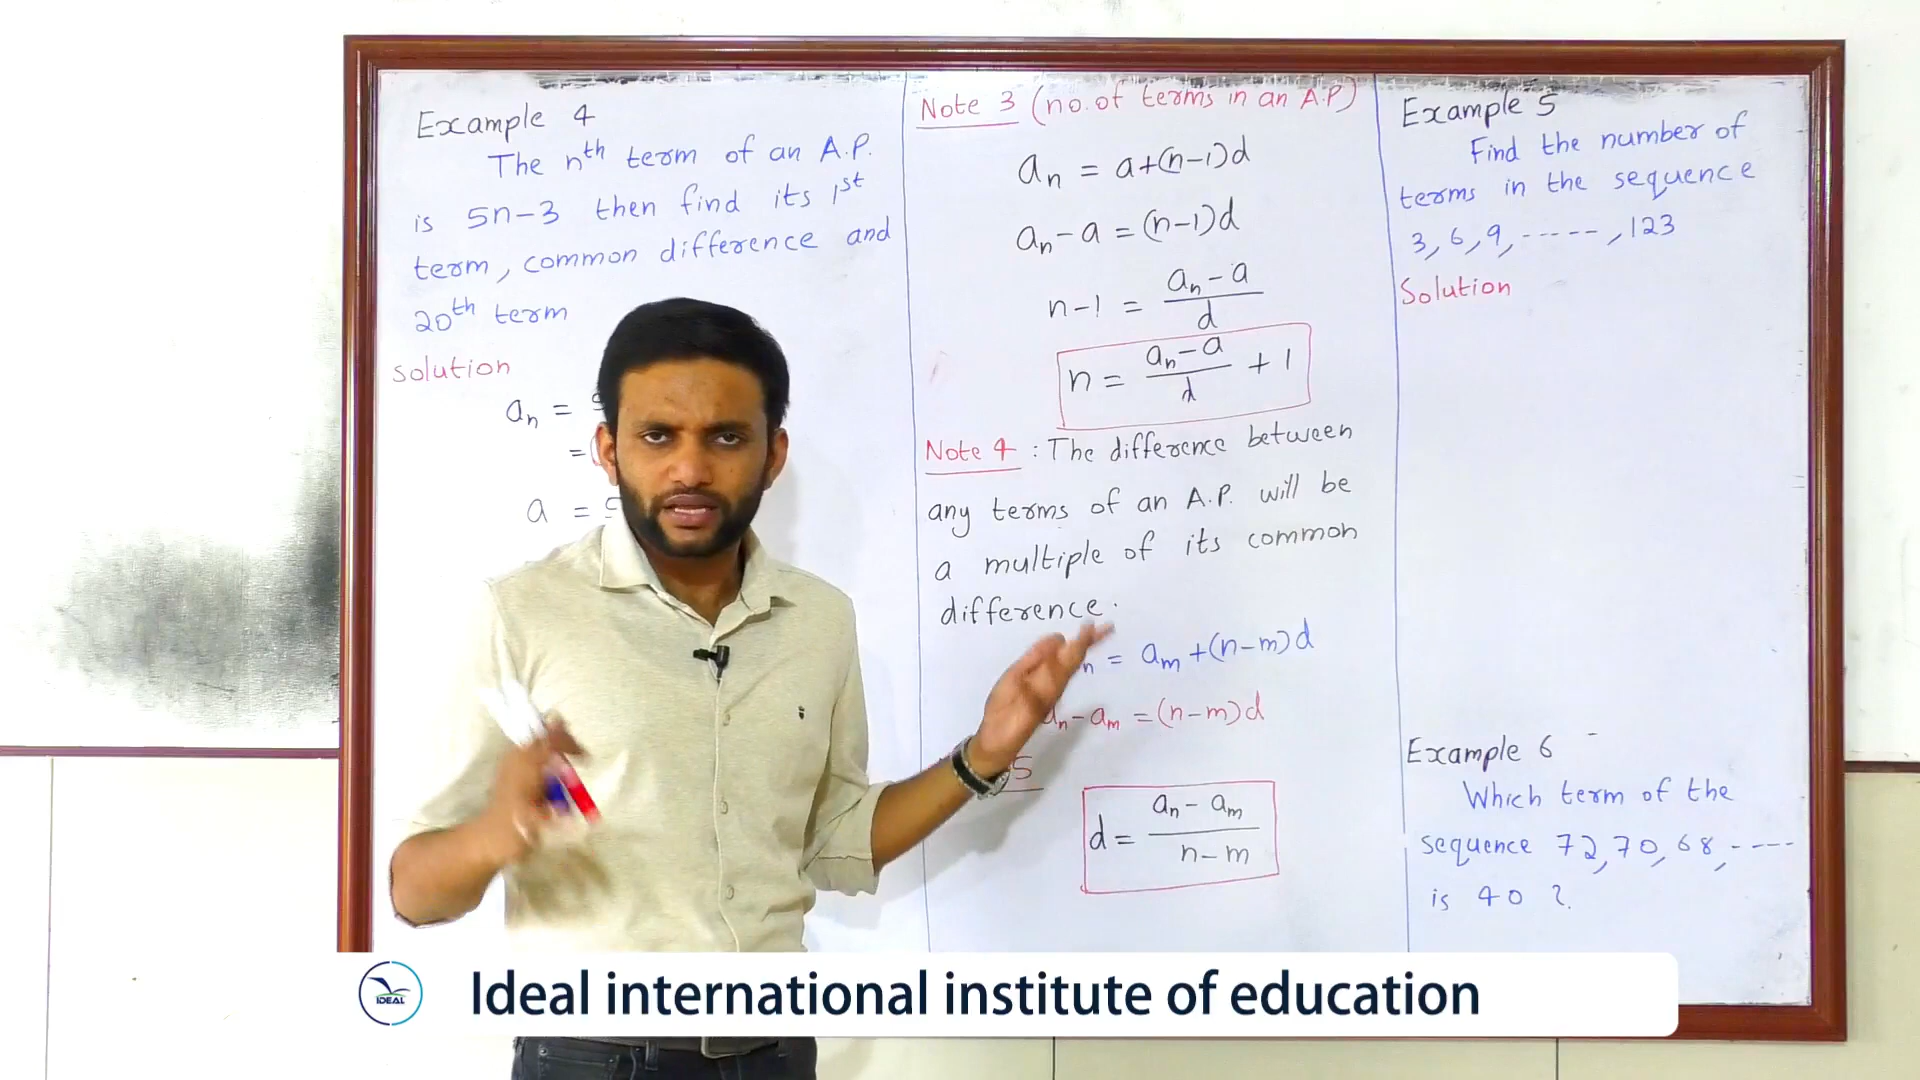 Example 4
The nth term of an A.P.
is 5n-3 then find its 1st
term, common difference and
20th term
Solution
an =
= (
a =
Note 3 (no. of terms in an A.P)
an = a+(n-1)d
an - a = (n-1)d
n-1 = an - a / d
n = an - a / d + 1
Note 4 : The difference between
any terms of an A.P. will be
a multiple of its common
difference.
n = am +(n-m)d
an - am = (n-m)d
5
d = an - am / n-m
Example 5
Find the number of
terms in the sequence
3, 6, 9, -----, 123
Solution
Example 6
Which term of the
sequence 72, 70, 68, ----
is 40 ?
IDEAL
Ideal international institute of education